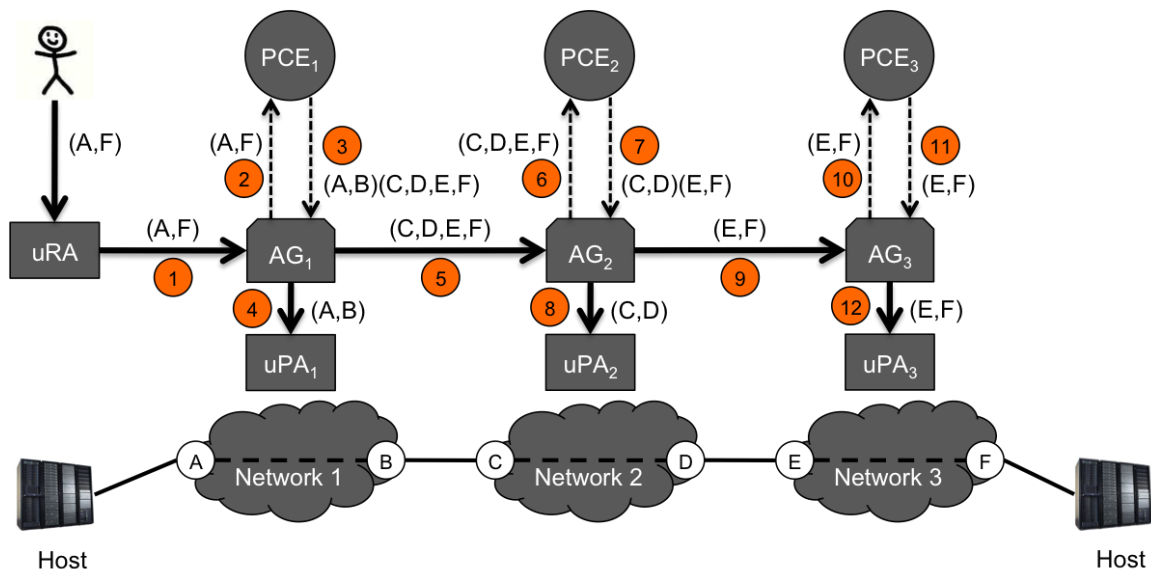 PCE1
PCE2
PCE3
(A,F)
(A,F)
2
3
(A,B)(C,D,E,F)
(C,D,E,F)
6
7
(C,D)(E,F)
(E,F)
10
11
(E,F)
uRA
(A,F)
1
AG1
(C,D,E,F)
5
AG2
(E,F)
9
AG3
4
(A,B)
8
(C,D)
12
(E,F)
uPA1
uPA2
uPA3
A
Network 1
B
C
Network 2
D
E
Network 3
F
Host
Host